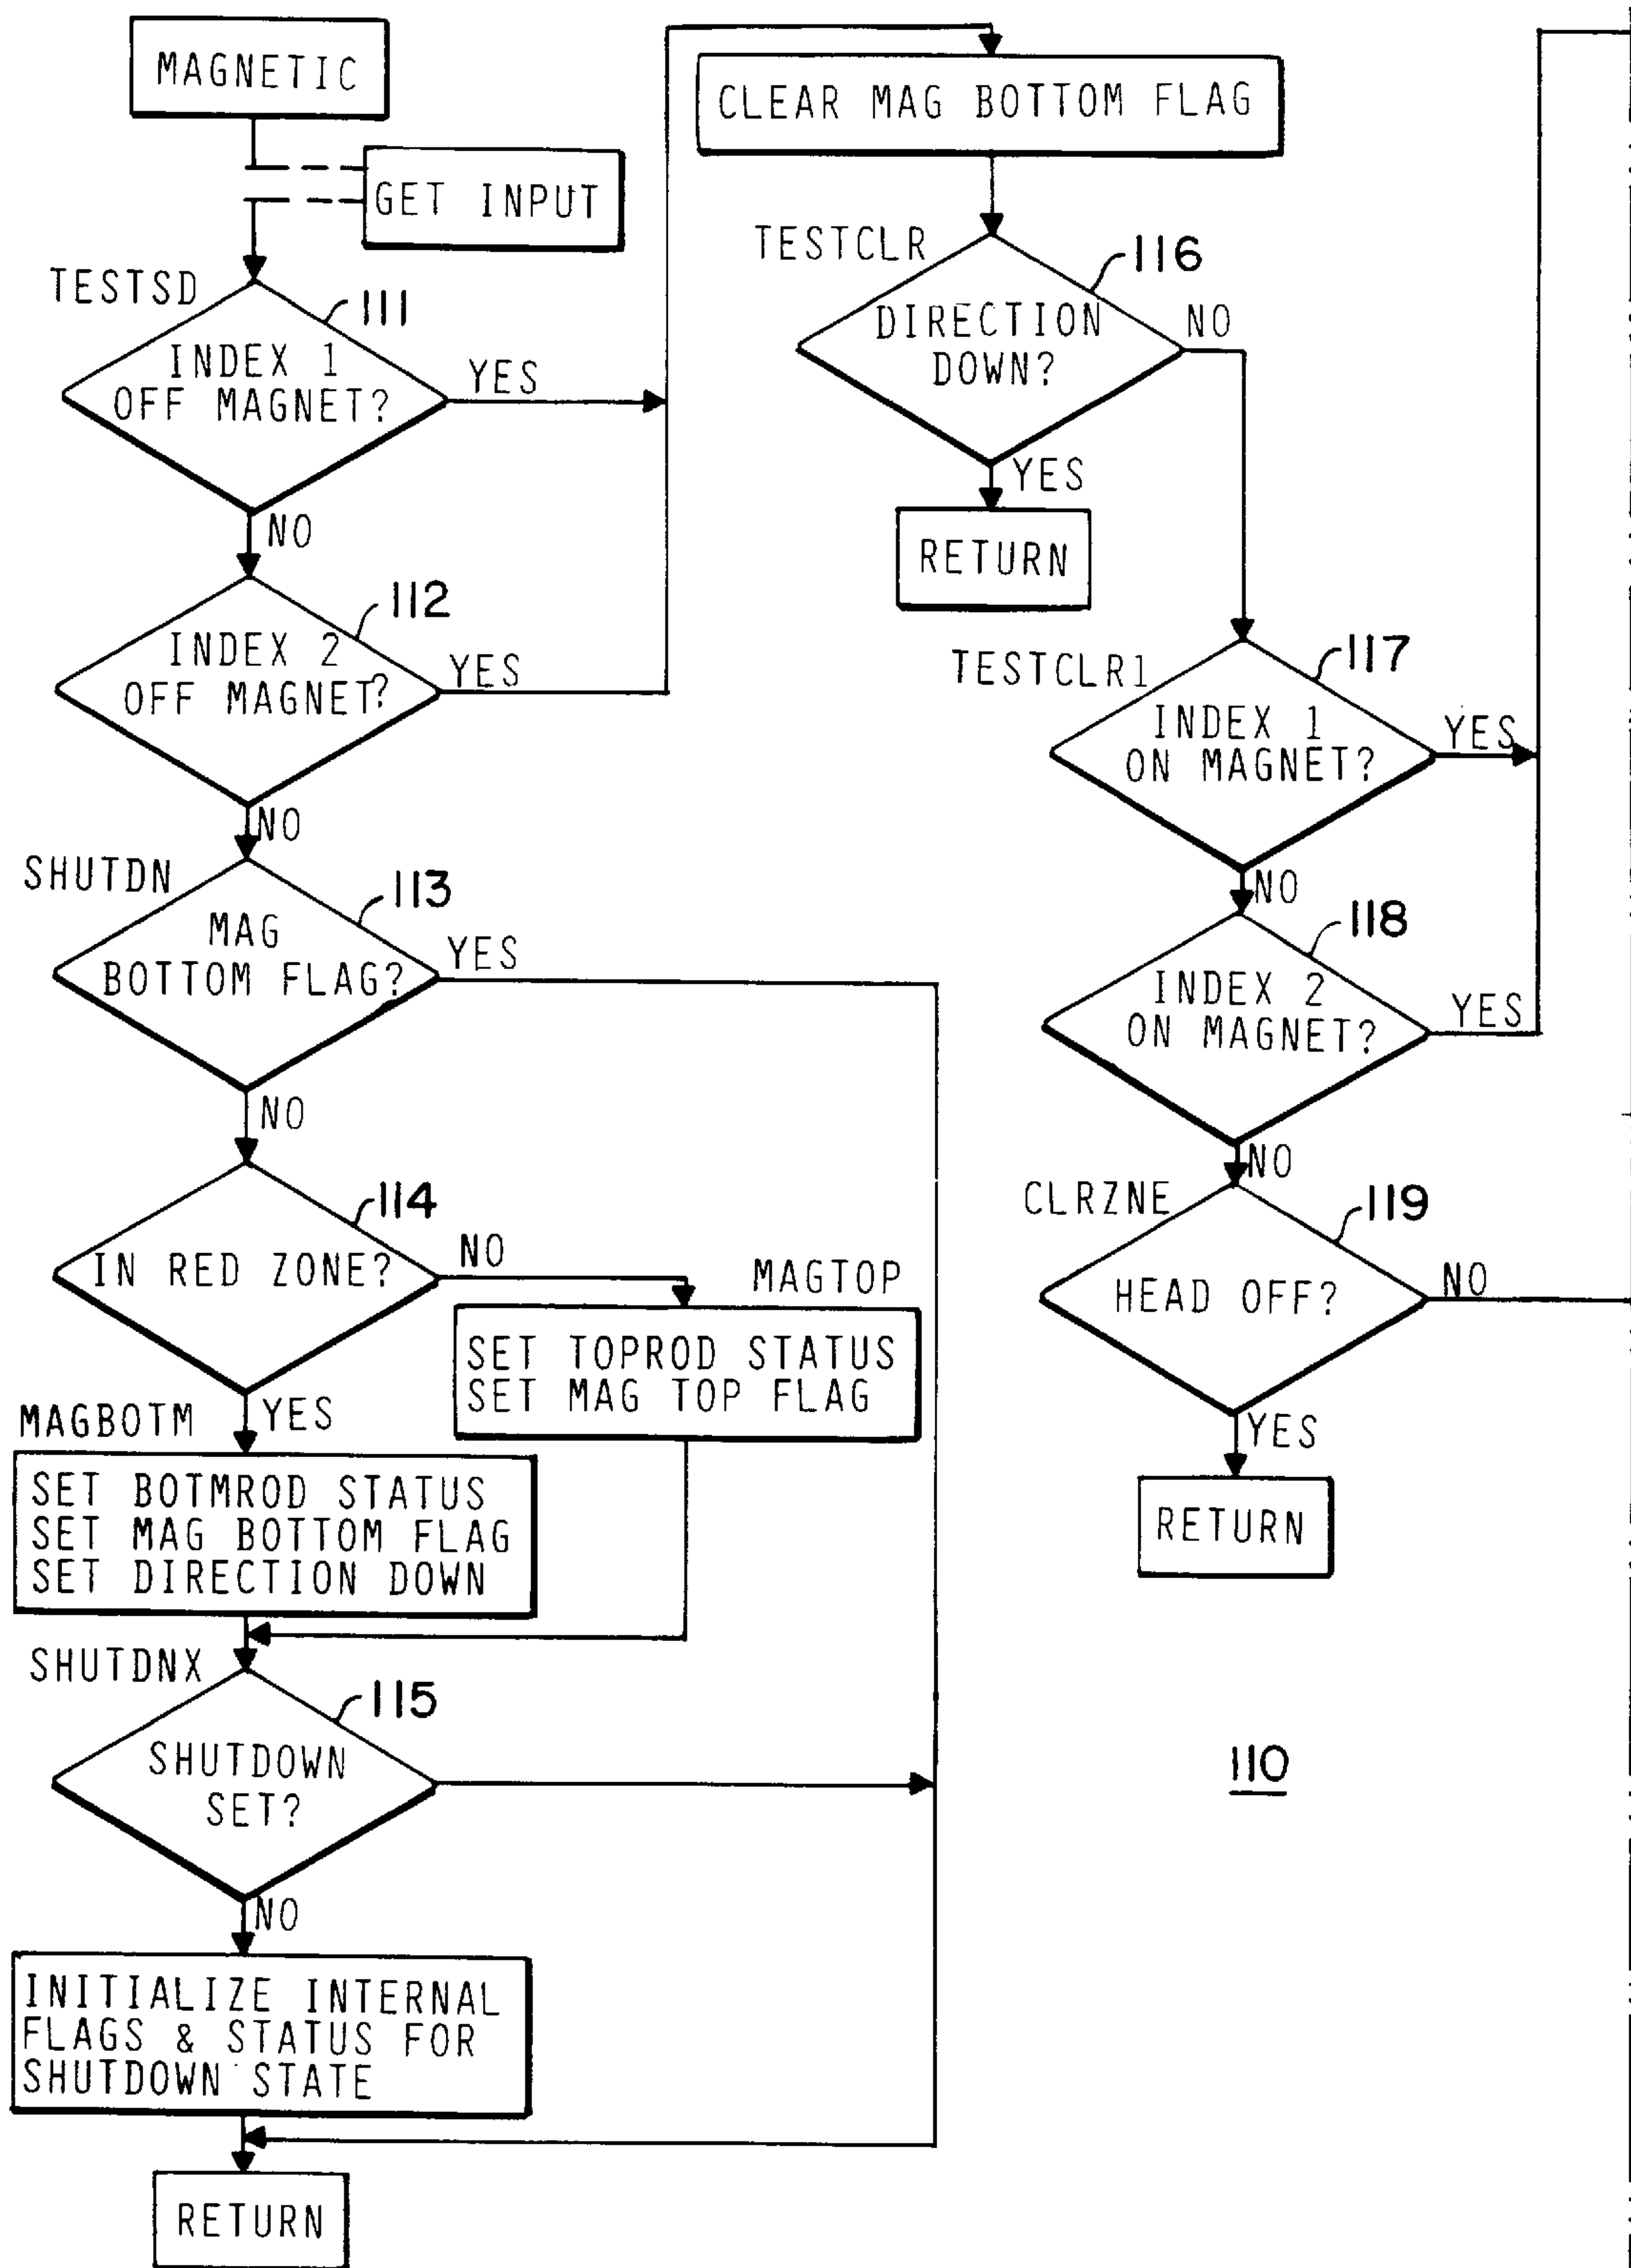 MAGNETIC
GET INPUT
TESTSD
111
INDEX 1
OFF MAGNET?
YES
NO
112
INDEX 2
OFF MAGNET?
YES
NO
SHUTDN
113
MAG
BOTTOM FLAG?
YES
NO
114
IN RED ZONE?
NO
MAGTOP
SET TOPROD STATUS
SET MAG TOP FLAG
YES
MAGBOTM
SET BOTMROD STATUS
SET MAG BOTTOM FLAG
SET DIRECTION DOWN
SHUTDNX
115
SHUTDOWN
SET?
NO
INITIALIZE INTERNAL
FLAGS & STATUS FOR
SHUTDOWN STATE
RETURN
CLEAR MAG BOTTOM FLAG
TESTCLR
116
DIRECTION
DOWN?
NO
YES
RETURN
TESTCLR1
117
INDEX 1
ON MAGNET?
YES
NO
118
INDEX 2
ON MAGNET?
YES
NO
CLRZNE
119
HEAD OFF?
NO
YES
RETURN
110